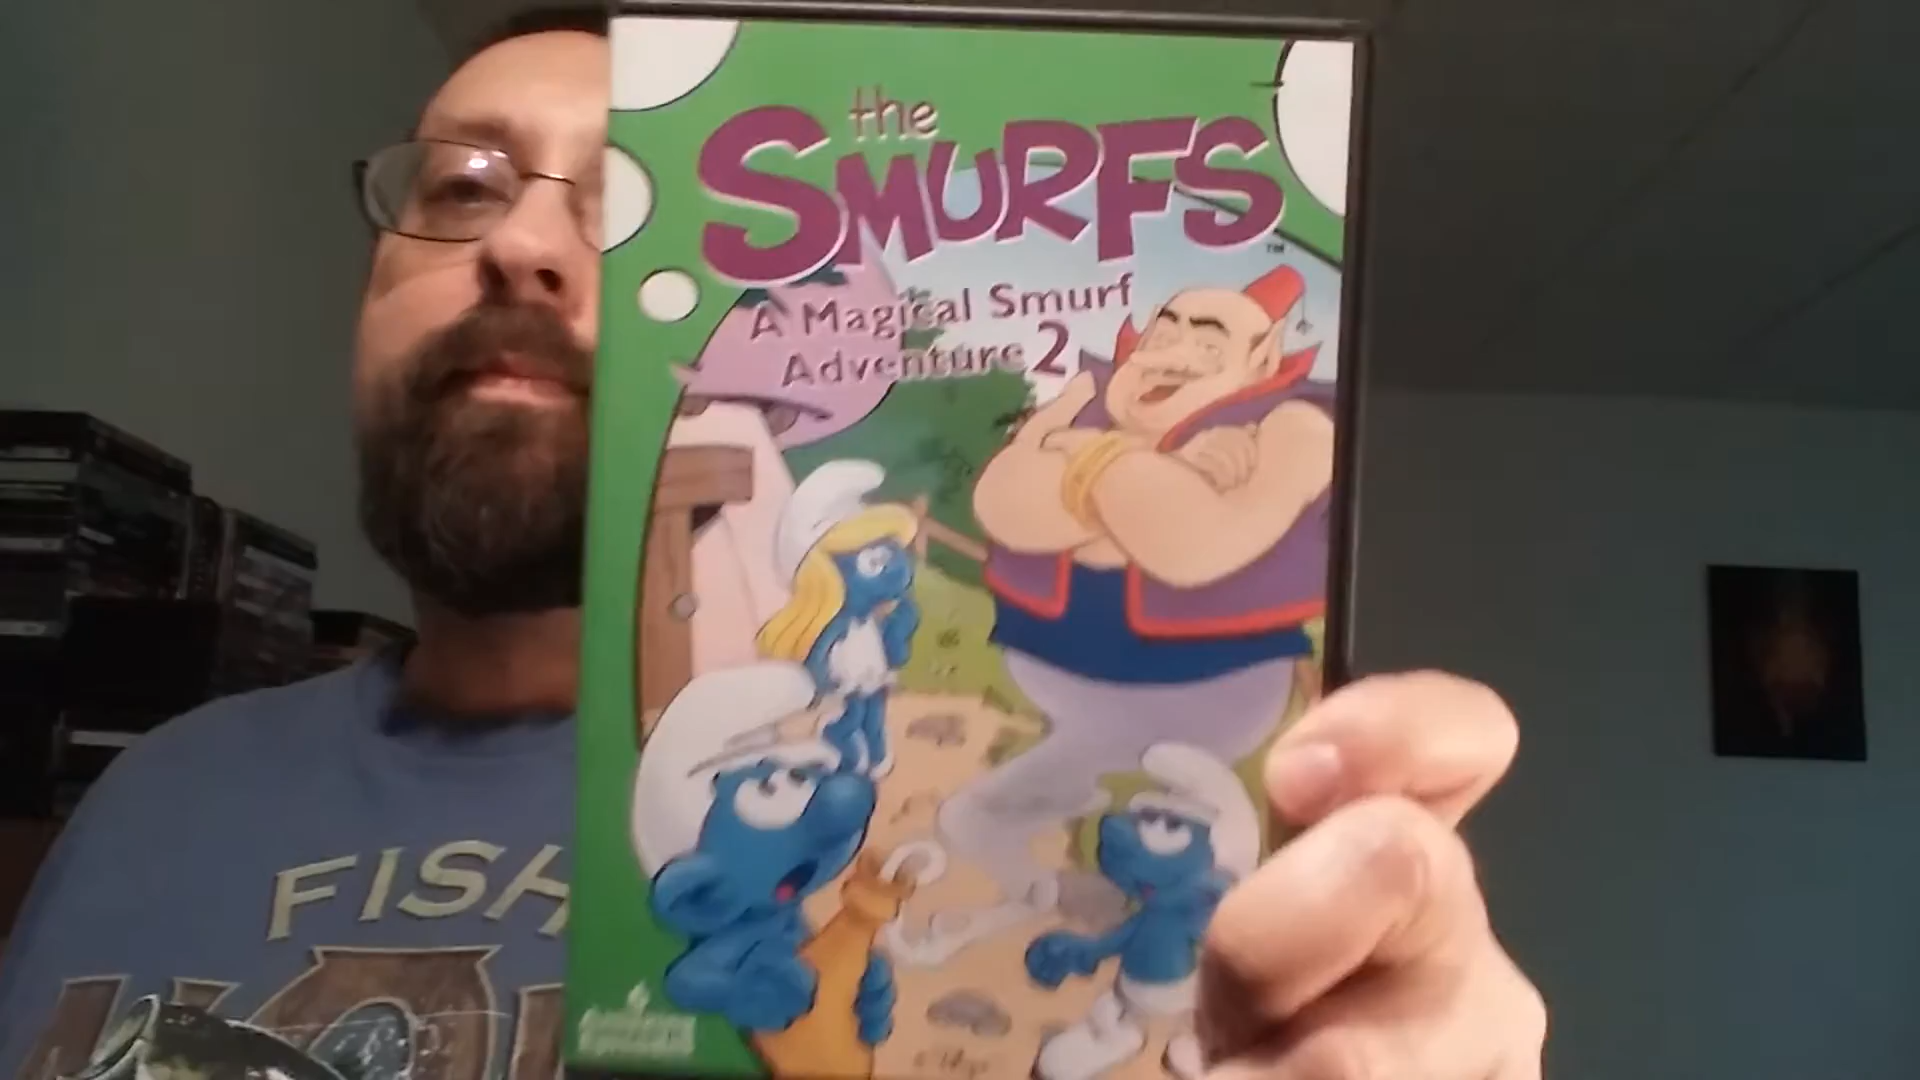 the
SMURFS
TM
A Magical Smurf
Adventure 2
FISH